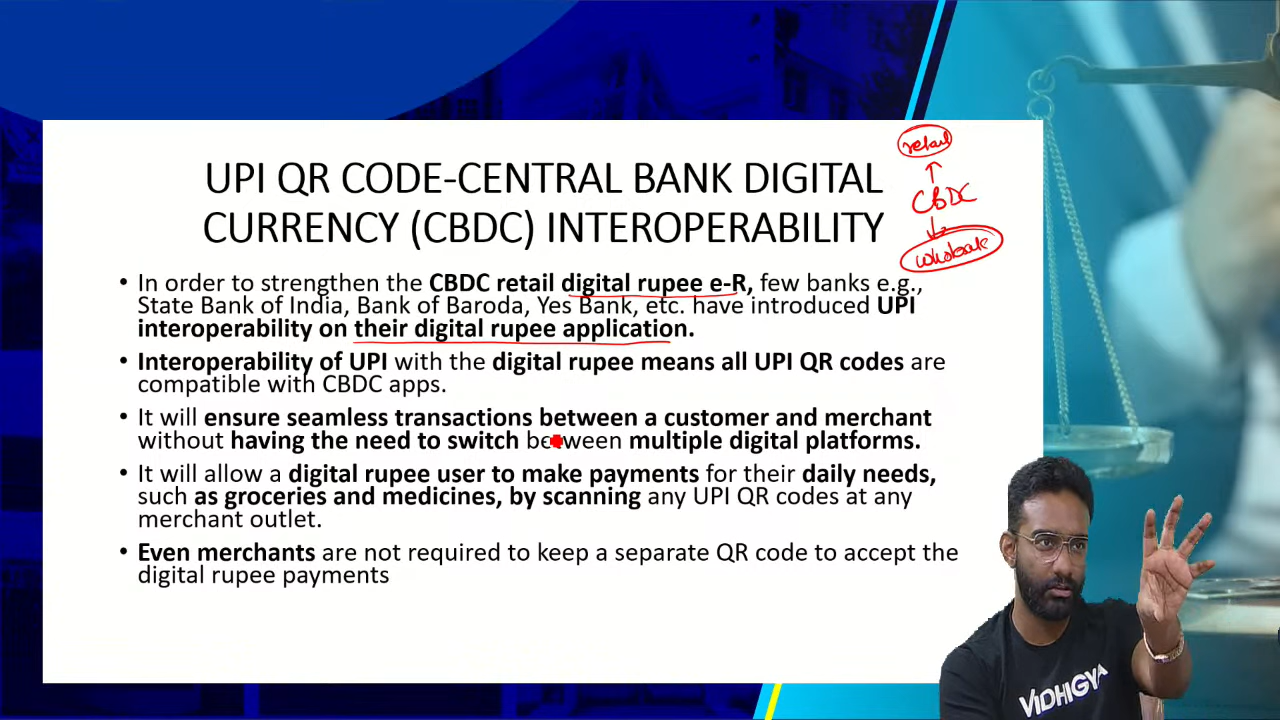 UPI QR CODE-CENTRAL BANK DIGITAL
CURRENCY (CBDC) INTEROPERABILITY
retail
CBDC
wholesale
• In order to strengthen the CBDC retail digital rupee e-R, few banks e.g.,
State Bank of India, Bank of Baroda, Yes Bank, etc. have introduced UPI
interoperability on their digital rupee application.
• Interoperability of UPI with the digital rupee means all UPI QR codes are
compatible with CBDC apps.
• It will ensure seamless transactions between a customer and merchant
without having the need to switch between multiple digital platforms.
• It will allow a digital rupee user to make payments for their daily needs,
such as groceries and medicines, by scanning any UPI QR codes at any
merchant outlet.
• Even merchants are not required to keep a separate QR code to accept the
digital rupee payments
VIDHIGYA